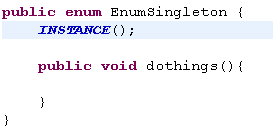 public enum EnumSingleton {
    INSTANCE();
    public void dothings(){
    }
}